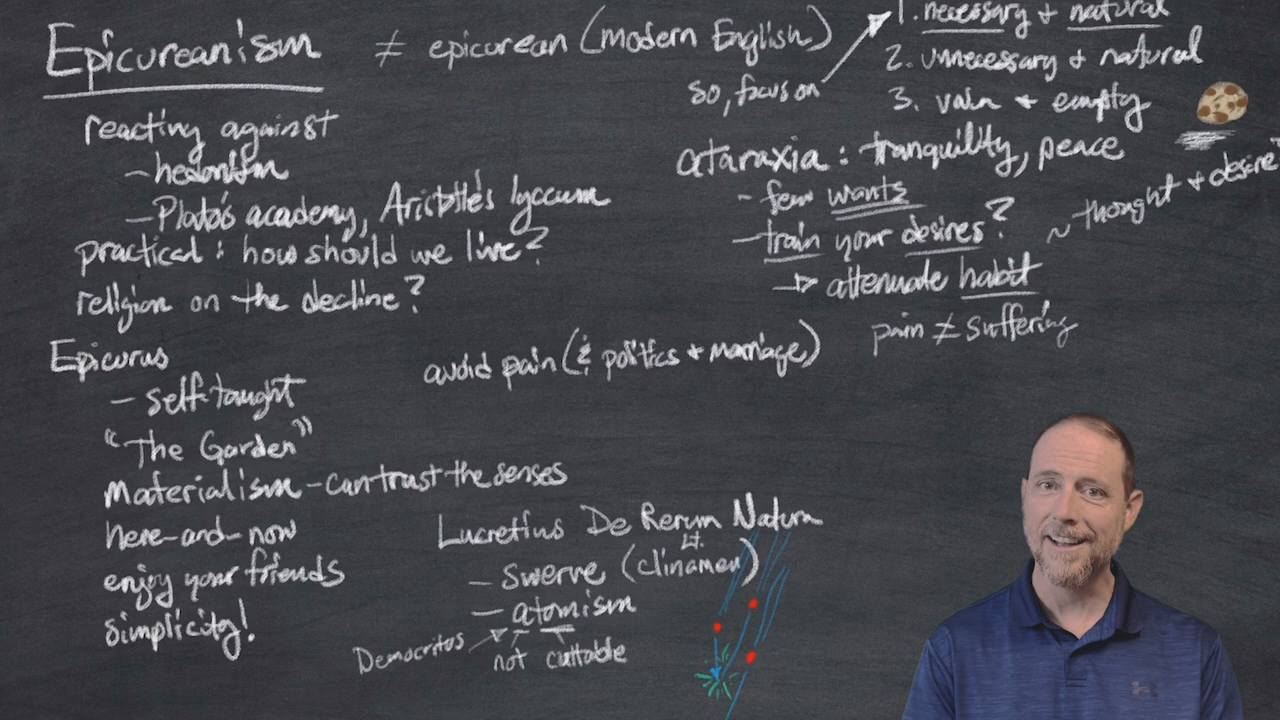 Epicureanism ≠ epicurean (modern English)
reacting against
- hedonism
- Plato's academy, Aristotle's lyceum
practical: how should we live?
religion on the decline?
Epicurus
- self-taught
"The Garden"
Materialism - can trust the senses
here-and-now
enjoy your friends
simplicity!
avoid pain (& politics + marriage)
Lucretius De Rerum Natura
Lt.
- swerve (clinamen)
- atomism
Democritos
not cuttable
so, focus on
1. necessary + natural
2. unnecessary + natural
3. vain + empty
ataraxia: tranquility, peace
- few wants
- train your desires? ~ thought + desire?
→ attenuate habit
pain ≠ suffering